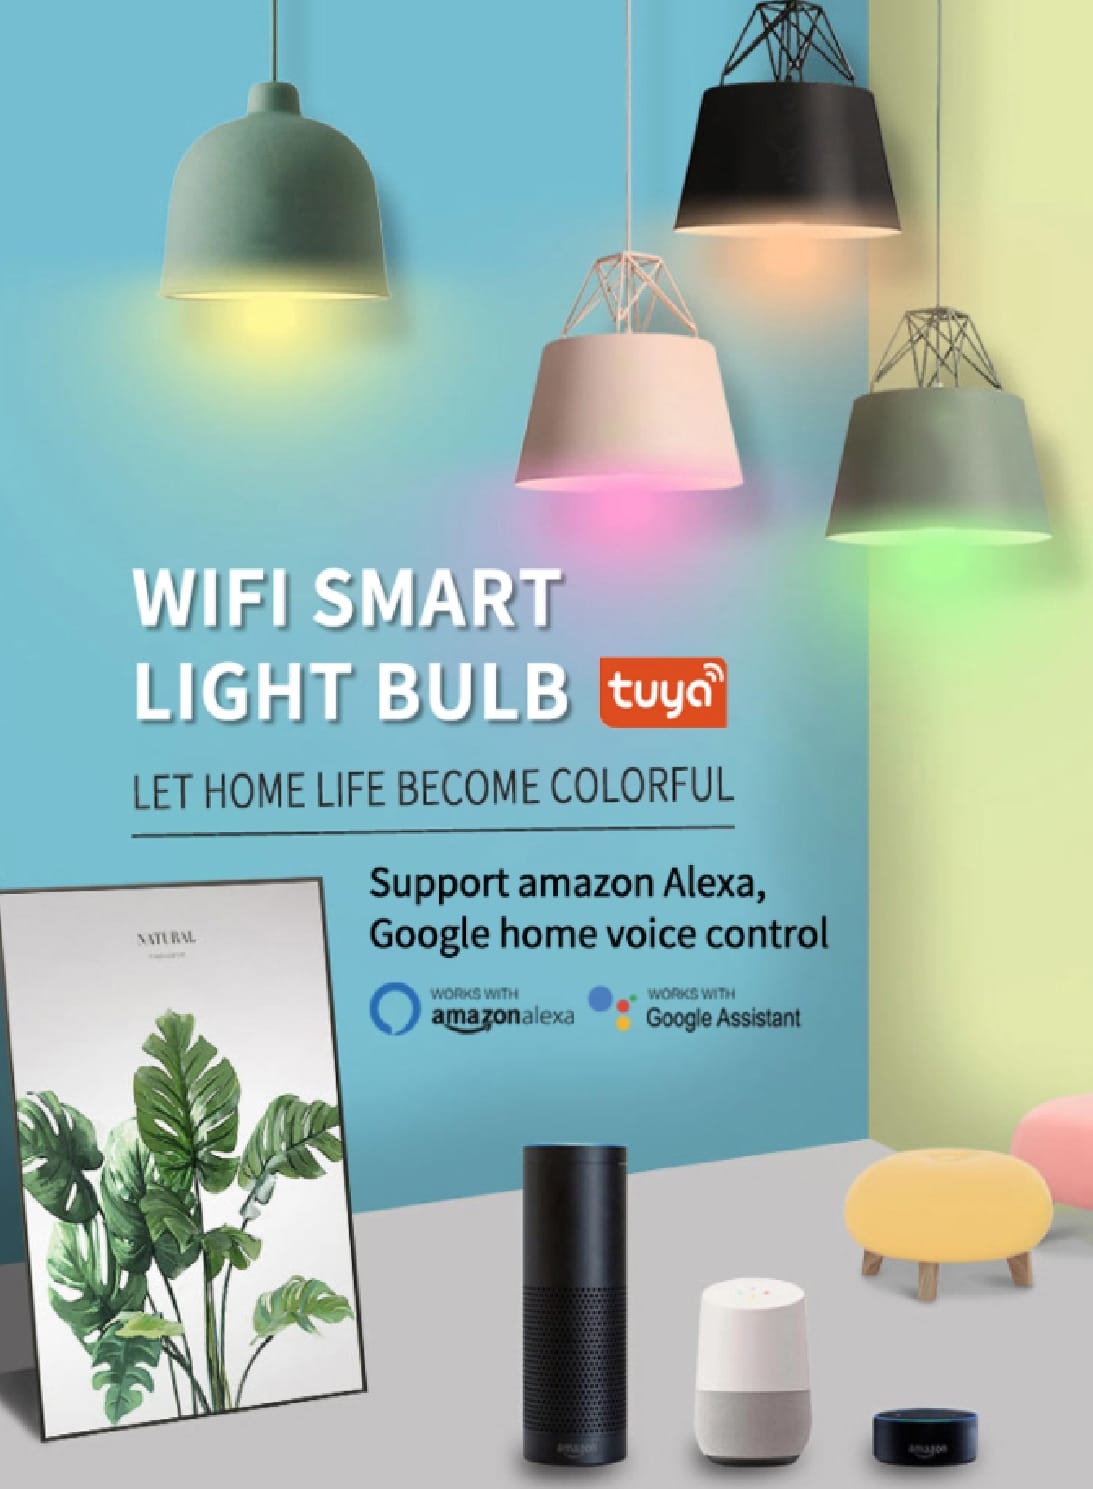 WIFI SMART
LIGHT BULB tuya
LET HOME LIFE BECOME COLORFUL
Support amazon Alexa,
Google home voice control
WORKS WITH
amazon alexa
WORKS WITH
Google Assistant
NATURAL
amazon
amazon